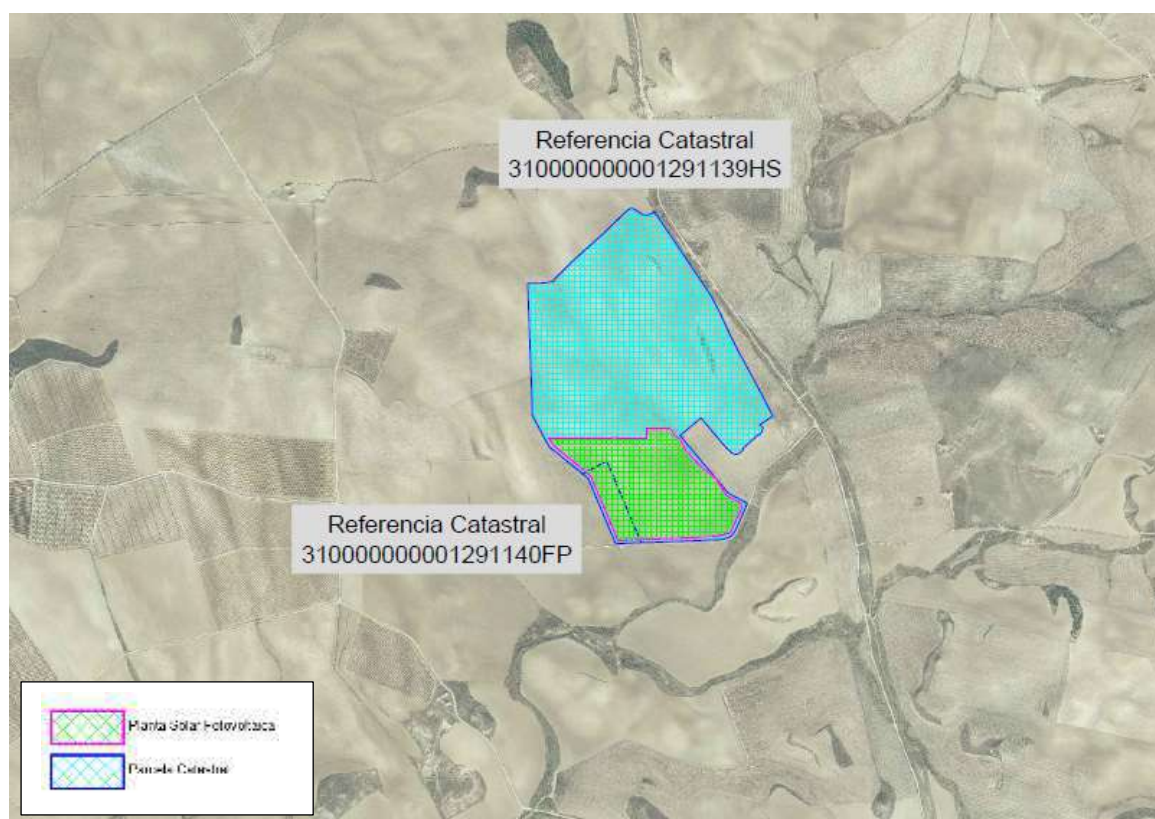 Referencia Catastral
310000000001291139HS
Referencia Catastral
310000000001291140FP
Planta Solar Fotovoltaica
Parcela Catastral